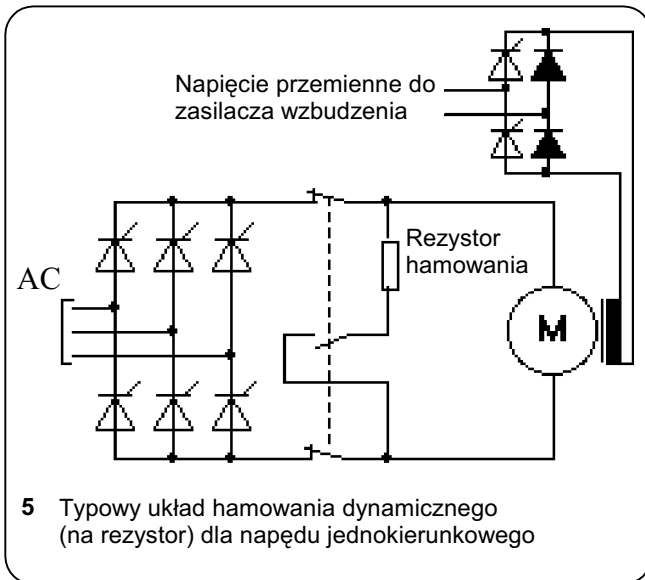 Napięcie przemienne do
zasilacza wzbudzenia
Rezystor
hamowania
AC
M
5 Typowy układ hamowania dynamicznego
(na rezystor) dla napędu jednokierunkowego